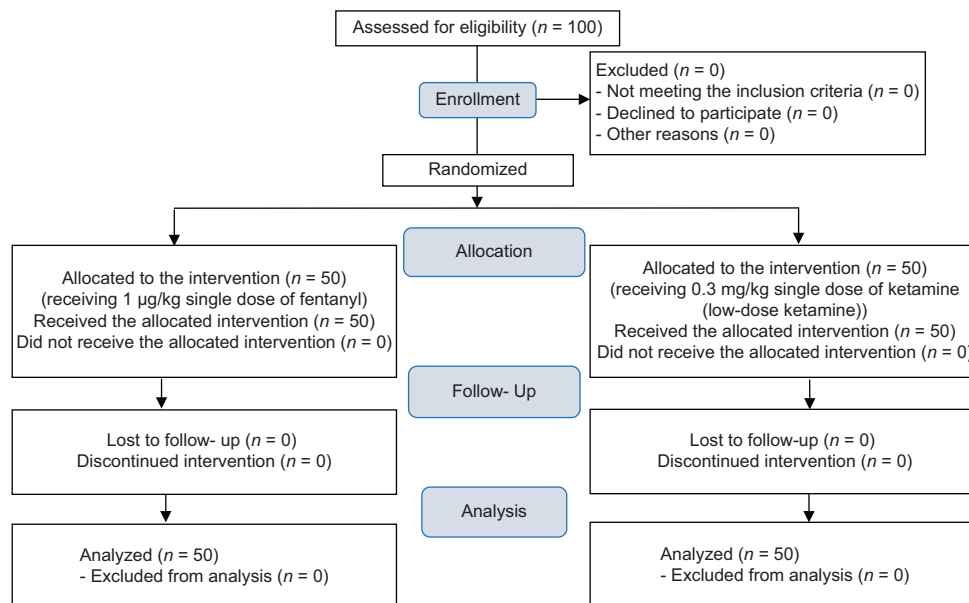 Assessed for eligibility (n = 100)
Excluded (n = 0)
- Not meeting the inclusion criteria (n = 0)
- Declined to participate (n = 0)
- Other reasons (n = 0)
Enrollment
Randomized
Allocation
Allocated to the intervention (n = 50)
(receiving 1 µg/kg single dose of fentanyl)
Received the allocated intervention (n = 50)
Did not receive the allocated intervention (n = 0)
Allocated to the intervention (n = 50)
(receiving 0.3 mg/kg single dose of ketamine
(low-dose ketamine))
Received the allocated intervention (n = 50)
Did not receive the allocated intervention (n = 0)
Follow- Up
Lost to follow- up (n = 0)
Discontinued intervention (n = 0)
Lost to follow-up (n = 0)
Discontinued intervention (n = 0)
Analysis
Analyzed (n = 50)
- Excluded from analysis (n = 0)
Analyzed (n = 50)
- Excluded from analysis (n = 0)